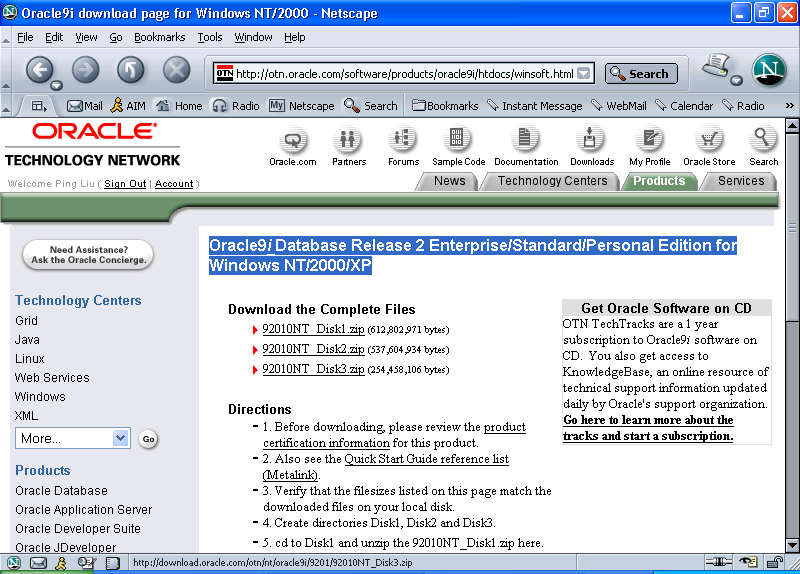 Oracle9i download page for Windows NT/2000 - Netscape
File Edit View Go Bookmarks Tools Window Help
OTN http://otn.oracle.com/software/products/oracle9i/htdocs/winsoft.html Search N
Mail AIM Home Radio My Netscape Search Bookmarks Instant Message WebMail Calendar Radio »
ORACLE®
TECHNOLOGY NETWORK
Oracle.com Partners Forums Sample Code Documentation Downloads My Profile Oracle Store Search
Welcome Ping Liu ( Sign Out | Account )
News Technology Centers Products Services
Need Assistance?
Ask the Oracle Concierge.
Technology Centers
Grid
Java
Linux
Web Services
Windows
XML
More... Go
Products
Oracle Database
Oracle Application Server
Oracle Developer Suite
Oracle JDeveloper
Oracle9i Database Release 2 Enterprise/Standard/Personal Edition for
Windows NT/2000/XP
Download the Complete Files
92010NT_Disk1.zip (612,802,971 bytes)
92010NT_Disk2.zip (537,604,934 bytes)
92010NT_Disk3.zip (254,458,106 bytes)
Directions
- 1. Before downloading, please review the product
certification information for this product.
- 2. Also see the Quick Start Guide reference list
(Metalink).
- 3. Verify that the filesizes listed on this page match the
downloaded files on your local disk.
- 4. Create directories Disk1, Disk2 and Disk3.
- 5. cd to Disk1 and unzip the 92010NT_Disk1.zip here.
Get Oracle Software on CD
OTN TechTracks are a 1 year
subscription to Oracle9i software on
CD. You also get access to
KnowledgeBase, an online resource of
technical support information updated
daily by Oracle's support organization.
Go here to learn more about the
tracks and start a subscription.
http://download.oracle.com/otn/nt/oracle9i/9201/92010NT_Disk3.zip